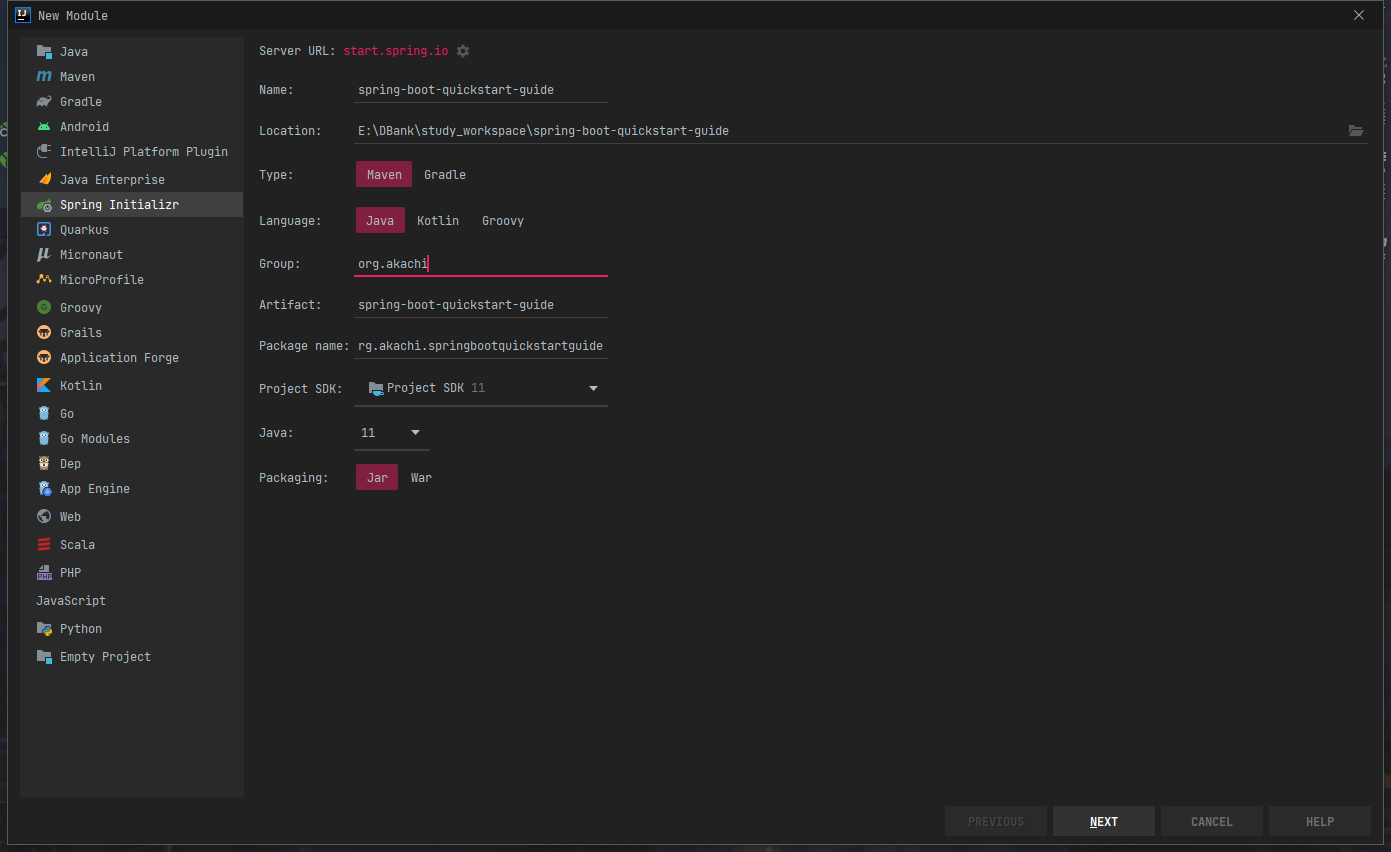 New Module
Java
Maven
Gradle
Android
IntelliJ Platform Plugin
Java Enterprise
Spring Initializr
Quarkus
Micronaut
MicroProfile
Groovy
Grails
Application Forge
Kotlin
Go
Go Modules
Dep
App Engine
Web
Scala
PHP
JavaScript
Python
Empty Project
Server URL: start.spring.io
Name: spring-boot-quickstart-guide
Location: E:\DBank\study_workspace\spring-boot-quickstart-guide
Type: Maven Gradle
Language: Java Kotlin Groovy
Group: org.akachi
Artifact: spring-boot-quickstart-guide
Package name: rg.akachi.springbootquickstartguide
Project SDK: Project SDK 11
Java: 11
Packaging: Jar War
PREVIOUS NEXT CANCEL HELP